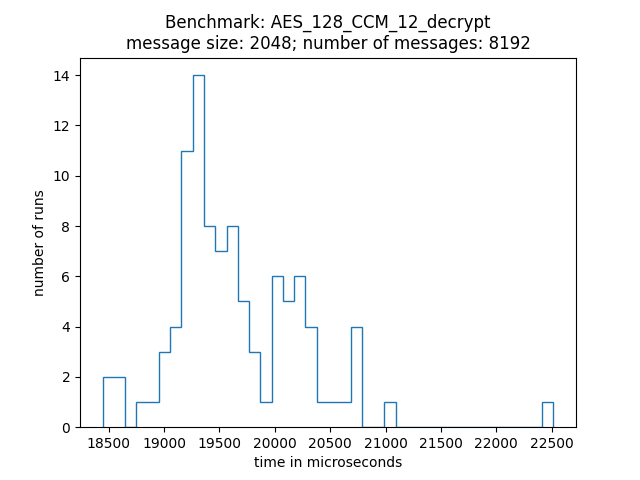 Benchmark: AES_128_CCM_12_decrypt
message size: 2048; number of messages: 8192
14
12
10
8
6
4
2
0
number of runs
18500 19000 19500 20000 20500 21000 21500 22000 22500
time in microseconds